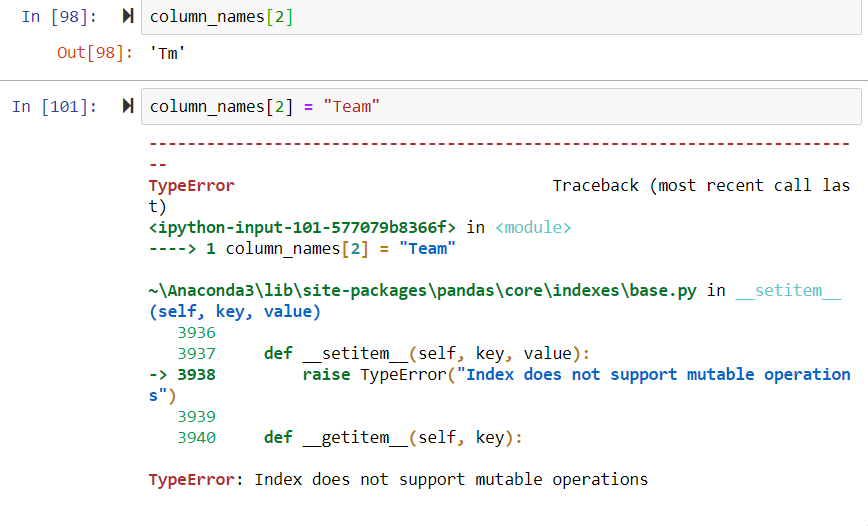 In [98]: column_names[2]
Out[98]: 'Tm'
In [101]: column_names[2] = "Team"
---------------------------------------------------------------------------
--
TypeError                                 Traceback (most recent call las
t)
<ipython-input-101-577079b8366f> in <module>
----> 1 column_names[2] = "Team"
~\Anaconda3\lib\site-packages\pandas\core\indexes\base.py in __setitem__
(self, key, value)
   3936
   3937     def __setitem__(self, key, value):
-> 3938         raise TypeError("Index does not support mutable operation
s")
   3939
   3940     def __getitem__(self, key):
TypeError: Index does not support mutable operations